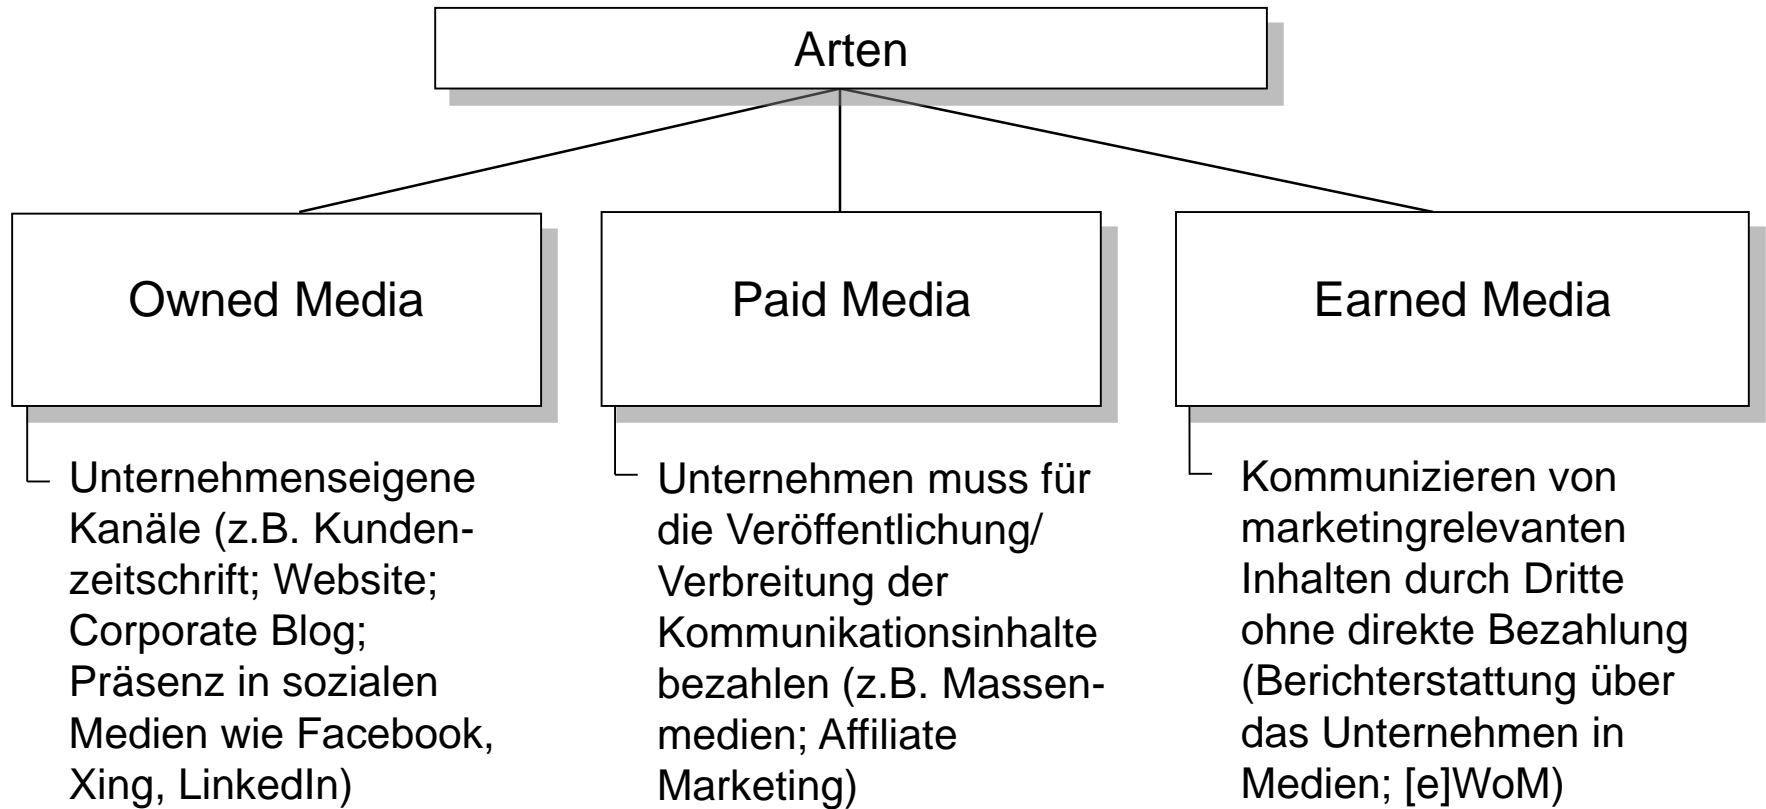 Arten
Owned Media
Paid Media
Earned Media
Unternehmenseigene
Kanäle (z.B. Kunden-
zeitschrift; Website;
Corporate Blog;
Präsenz in sozialen
Medien wie Facebook,
Xing, LinkedIn)
Unternehmen muss für
die Veröffentlichung/
Verbreitung der
Kommunikationsinhalte
bezahlen (z.B. Massen-
medien; Affiliate
Marketing)
Kommunizieren von
marketingrelevanten
Inhalten durch Dritte
ohne direkte Bezahlung
(Berichterstattung über
das Unternehmen in
Medien; [e]WoM)